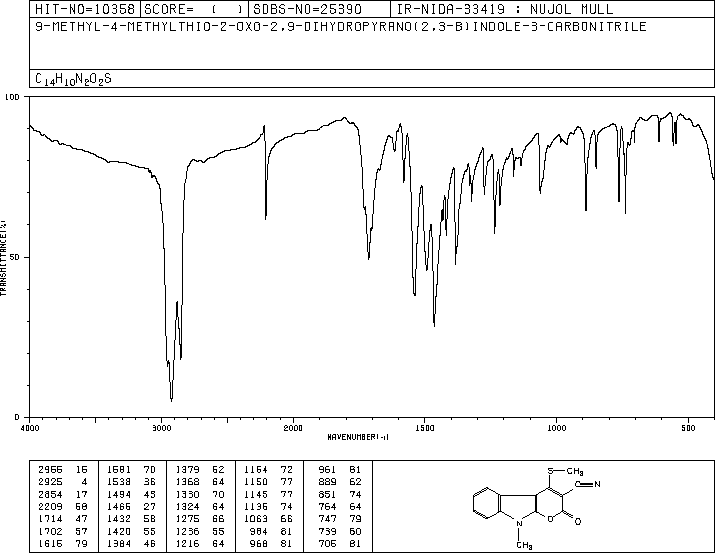 HIT-NO=10358 SCORE= ( ) SDBS-NO=25390 IR-NIDA-33419 : NUJOL MULL
9-METHYL-4-METHYLTHIO-2-OXO-2,9-DIHYDROPYRANO(2,3-B)INDOLE-3-CARBONITRILE
C14H10N2O2S
100
50
0
TRANSMITTANCE(%)
4000 3000 2000 1500 1000 500
WAVENUMBER(-1)
2966 16 1581 70 1379 62 1164 72 961 81
2925 4 1538 36 1368 64 1150 77 889 62
2854 17 1494 43 1330 70 1145 77 851 74
2209 60 1466 27 1324 64 1136 74 764 64
1714 47 1432 58 1275 66 1063 66 747 79
1702 57 1420 55 1236 55 984 81 739 60
1616 79 1384 46 1216 64 968 81 706 81
S CH3
C N
N O O
CH3